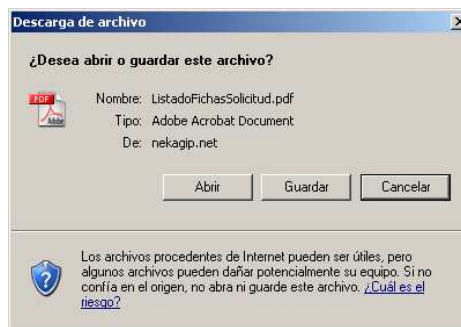 Descarga de archivo
¿Desea abrir o guardar este archivo?
PDF
Adobe
Nombre: ListadoFichasSolicitud.pdf
Tipo: Adobe Acrobat Document
De: nekagip.net
Abrir Guardar Cancelar
Los archivos procedentes de Internet pueden ser útiles, pero
algunos archivos pueden dañar potencialmente su equipo. Si no
confía en el origen, no abra ni guarde este archivo. ¿Cuál es el
riesgo?